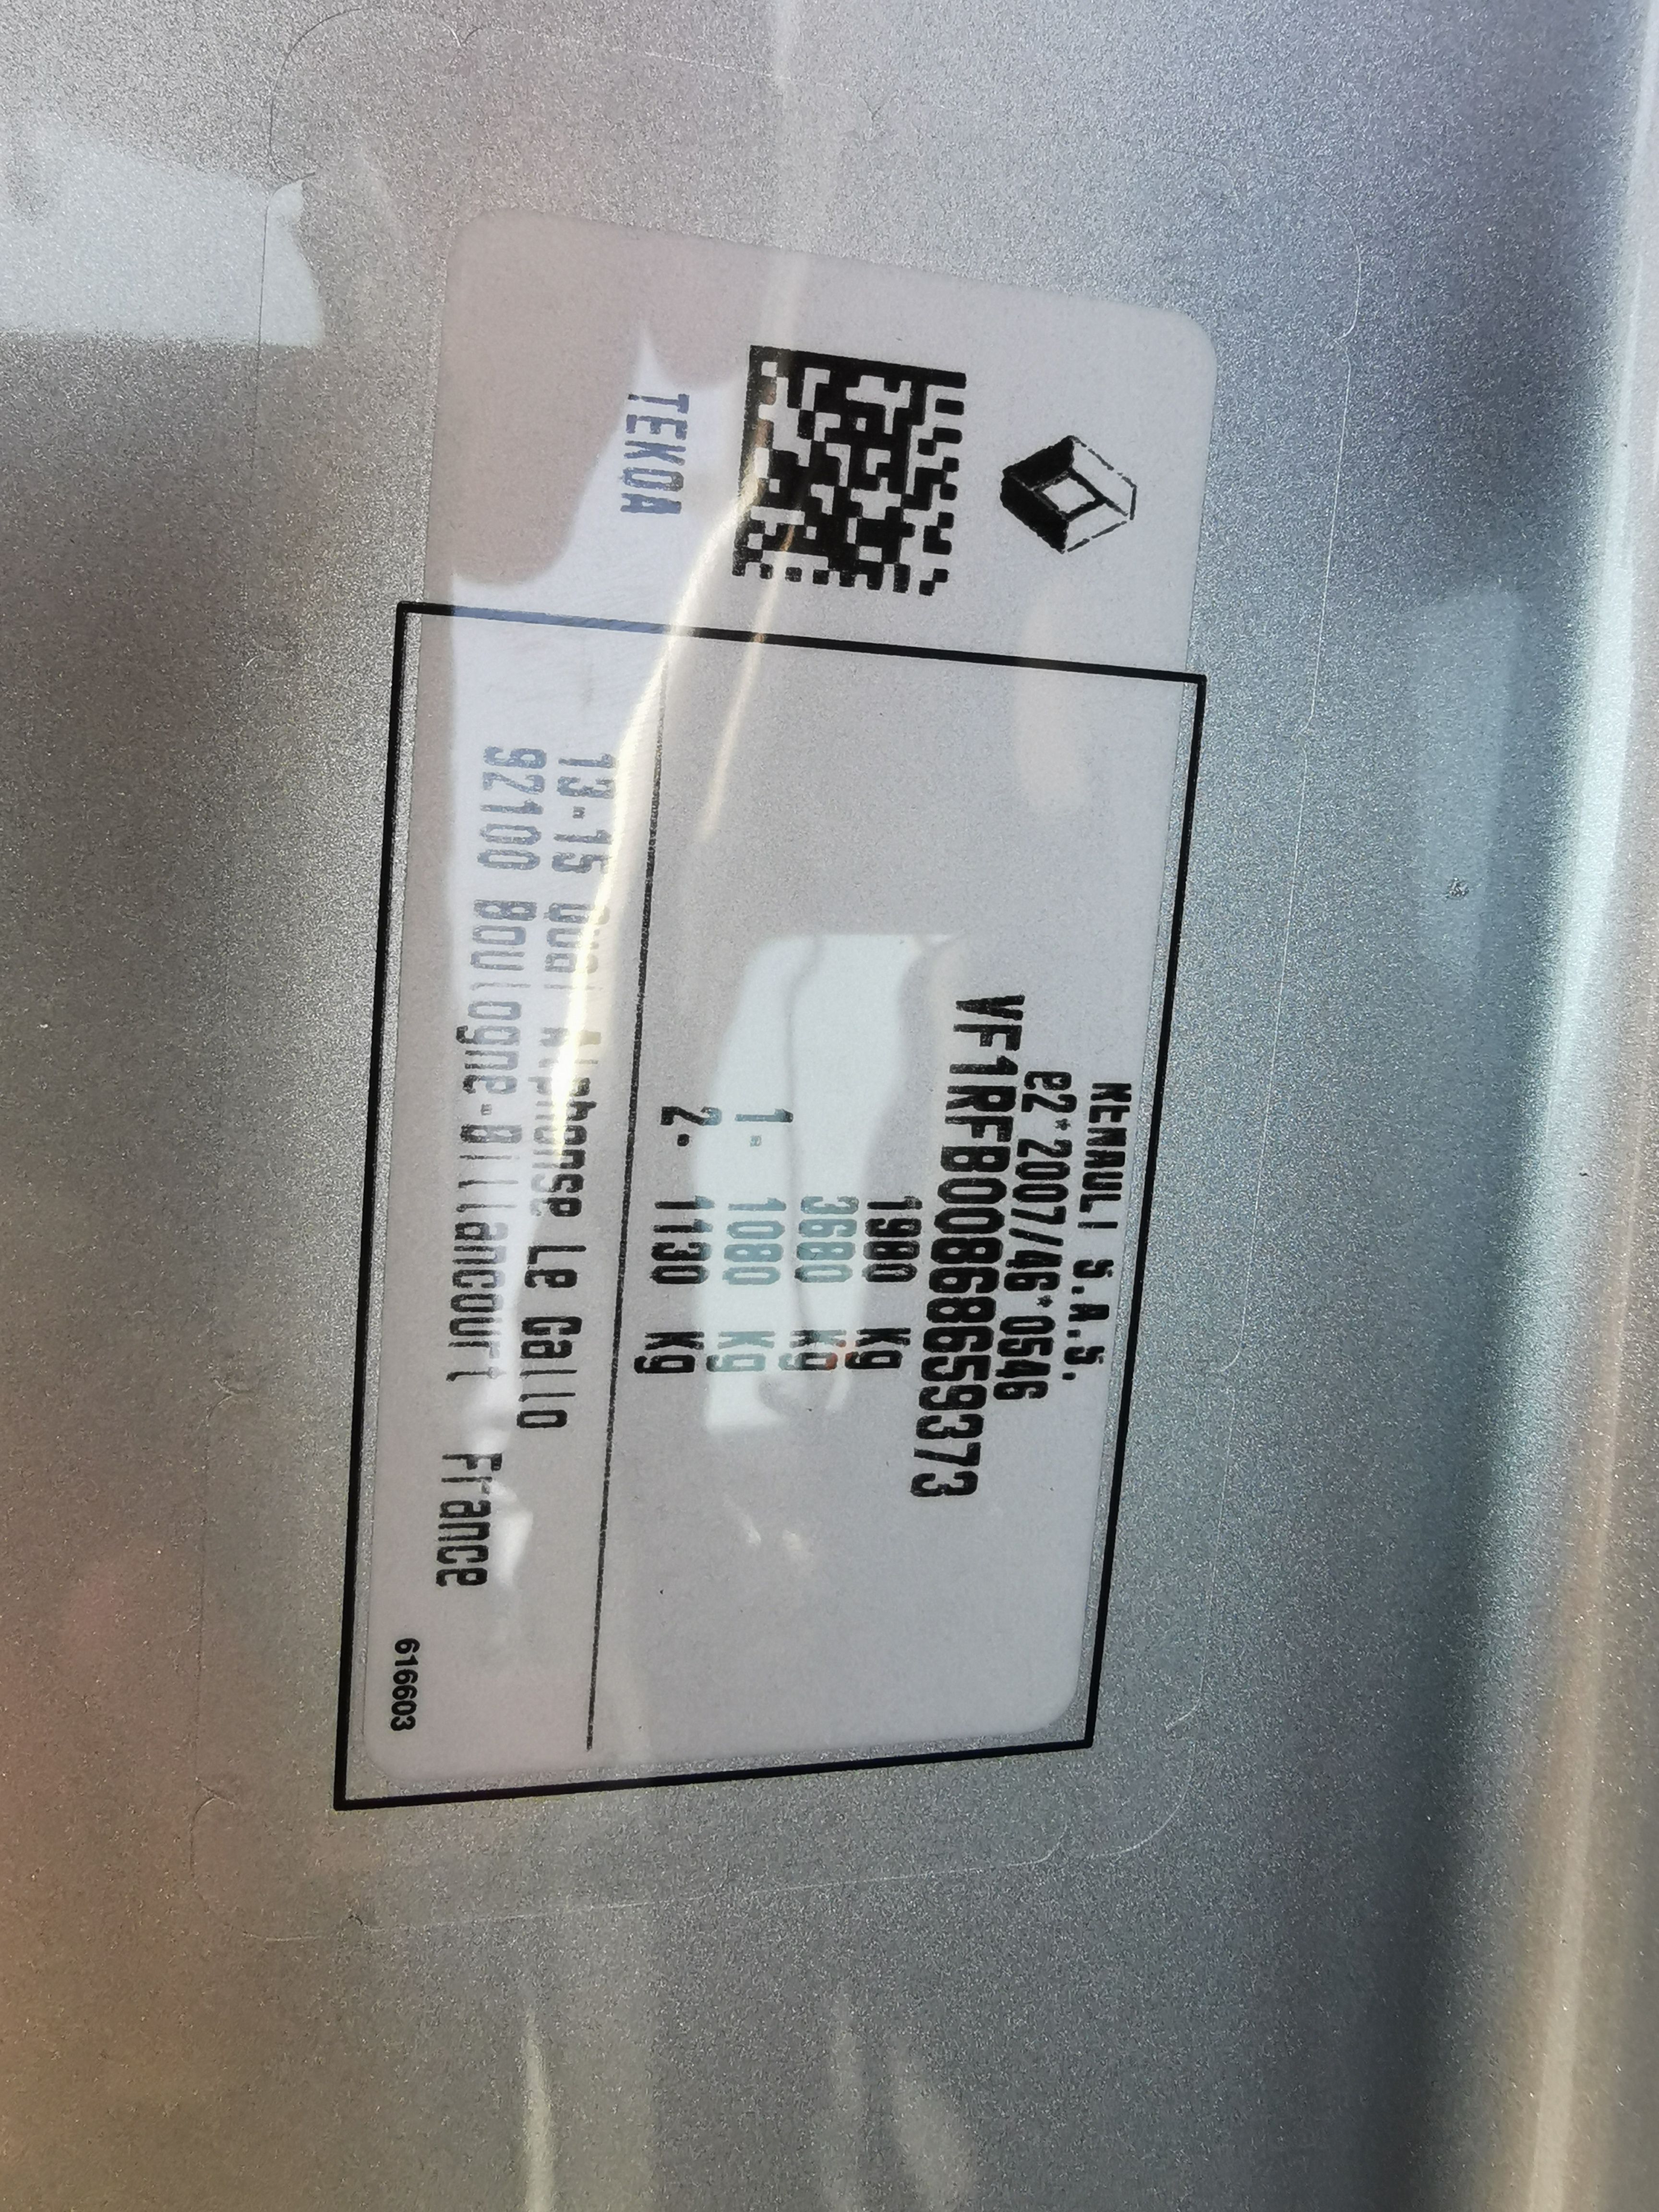 RENAULT S.A.S.
e2*2007/46*0546
VF1RFB00868659373
1980 Kg
3680 Kg
1- 1080 Kg
2- 1130 Kg
TEKQA
13-15 Quai Alphonse Le Gallo
92100 Boulogne-Billancourt France
616603